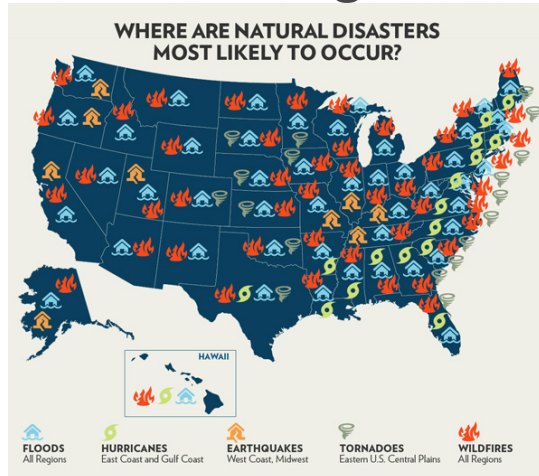 WHERE ARE NATURAL DISASTERS
MOST LIKELY TO OCCUR?
HAWAII
FLOODS
All Regions
HURRICANES
East Coast and Gulf Coast
EARTHQUAKES
West Coast, Midwest
TORNADOES
Eastern U.S. Central Plains
WILDFIRES
All Regions